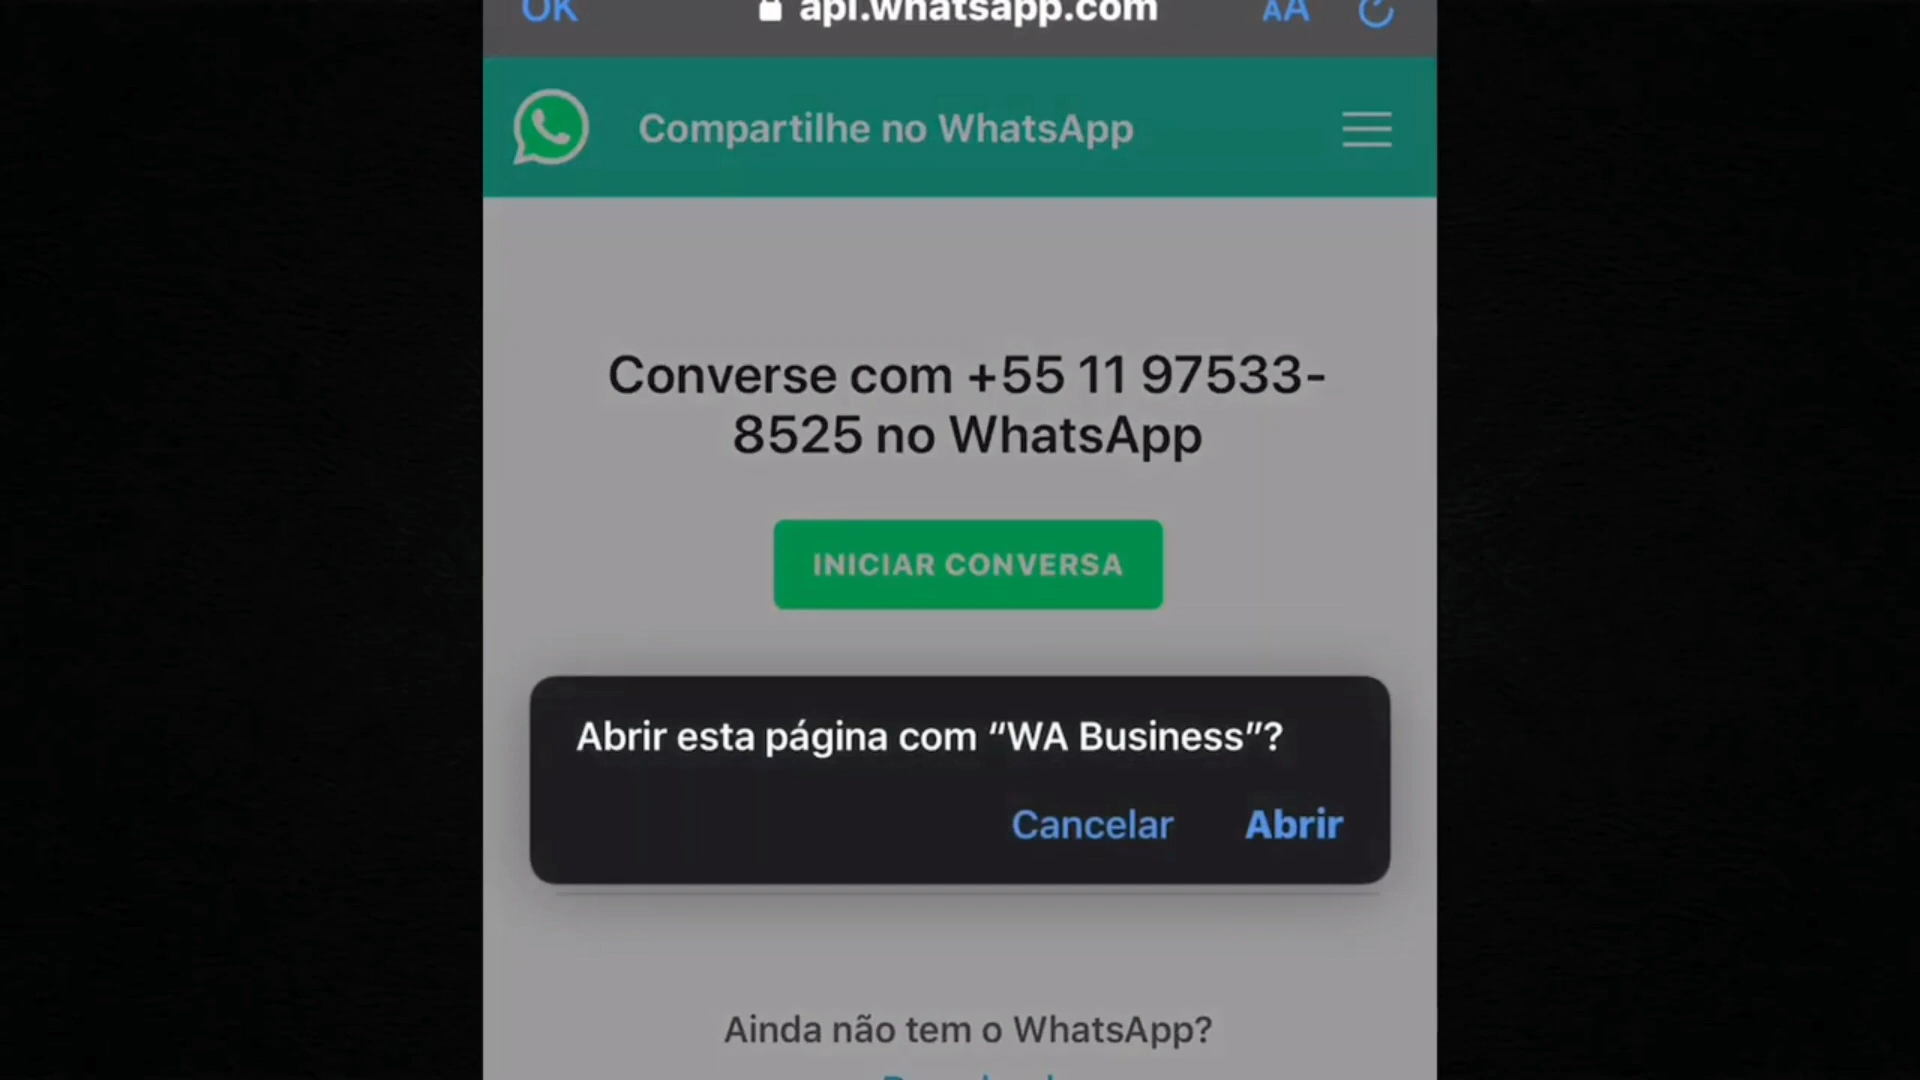 OK
api.whatsapp.com
AA
Compartilhe no WhatsApp
Converse com +55 11 97533-
8525 no WhatsApp
INICIAR CONVERSA
Abrir esta página com “WA Business”?
Cancelar
Abrir
Ainda não tem o WhatsApp?